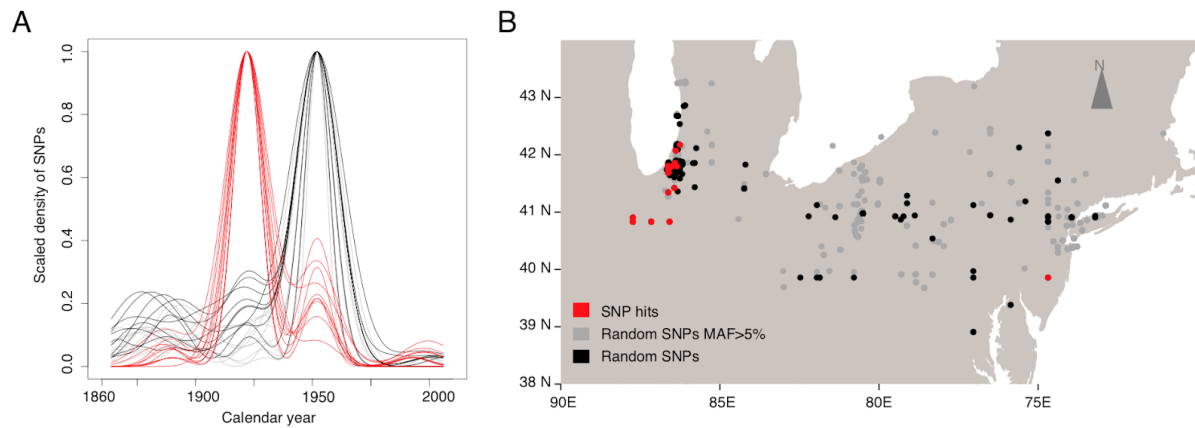 A
Scaled density of SNPs
1.0
0.8
0.6
0.4
0.2
0.0
1860
1900
1950
2000
Calendar year
B
N
43 N
42 N
41 N
40 N
39 N
38 N
SNP hits
Random SNPs MAF>5%
Random SNPs
90E
85E
80E
75E